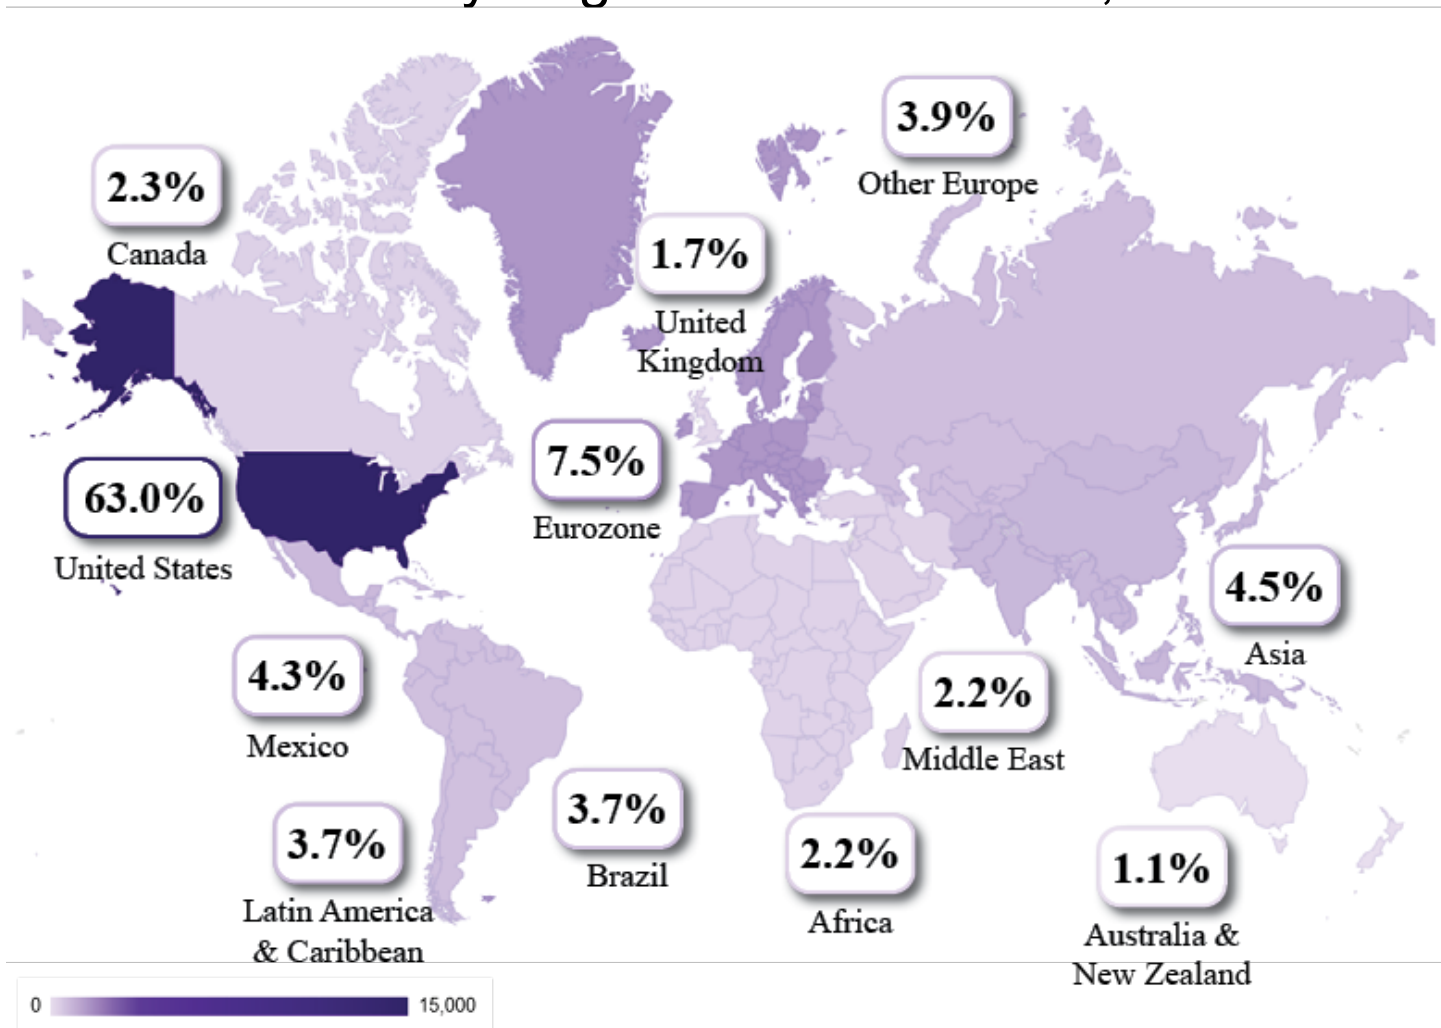 3.9%
Other Europe
2.3%
Canada
1.7%
United
Kingdom
7.5%
Eurozone
63.0%
United States
4.5%
Asia
4.3%
Mexico
2.2%
Middle East
3.7%
Brazil
3.7%
Latin America
& Caribbean
2.2%
Africa
1.1%
Australia &
New Zealand
0
15,000